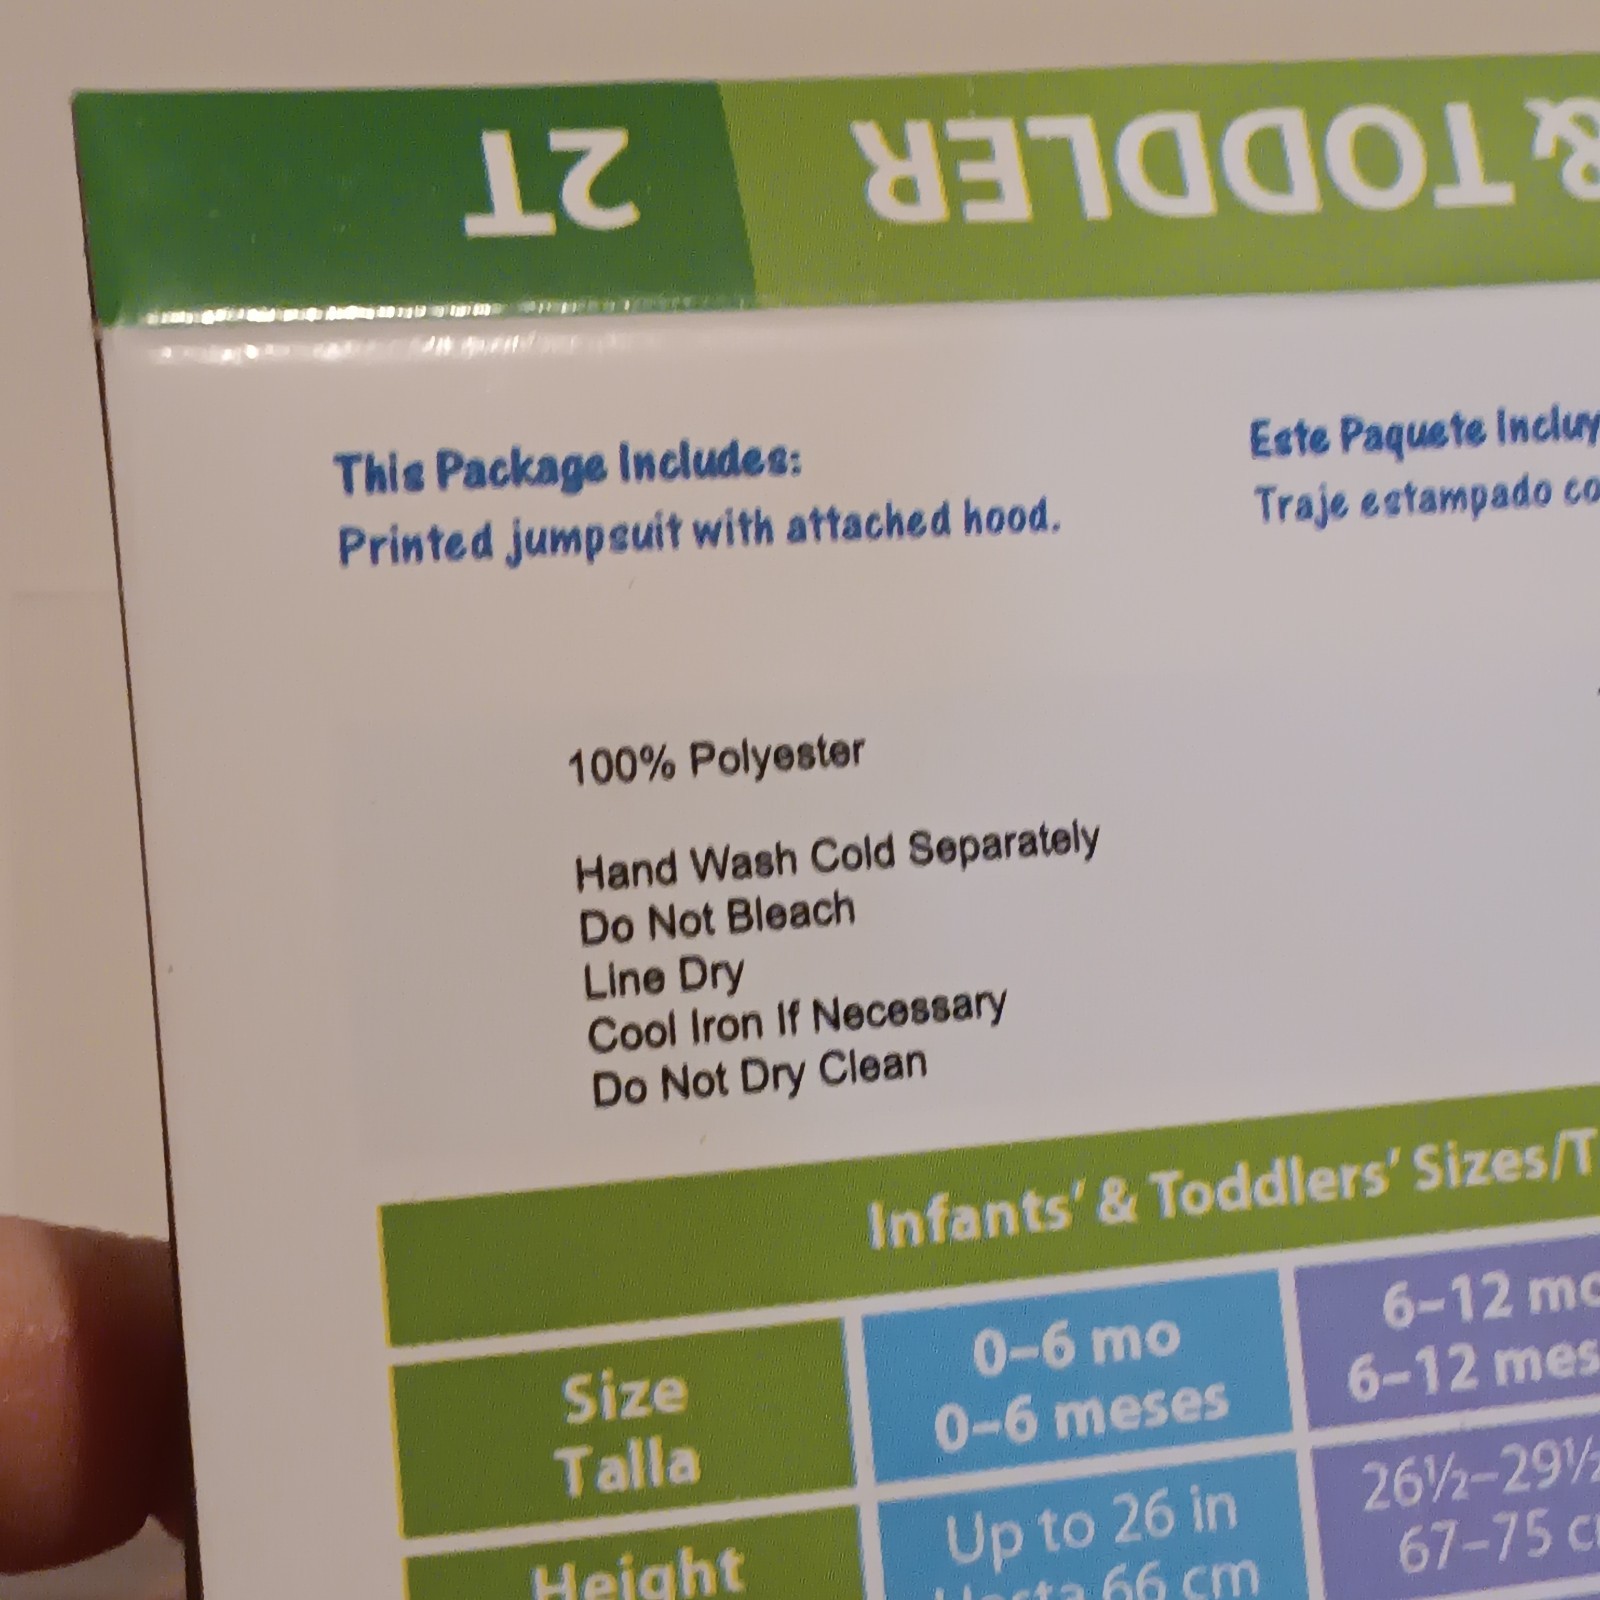 2T
& TODDLER
This Package Includes:
Printed jumpsuit with attached hood.
Este Paquete
Traje estampado
100% Polyester
Hand Wash Cold Separately
Do Not Bleach
Line Dry
Cool Iron If Necessary
Do Not Dry Clean
Infants' & Toddlers' Sizes/T
Size
Talla
0–6 mo
0–6 meses
6–12
6–12
Height
Up to 26 in
66 cm
26½–29½
67–75